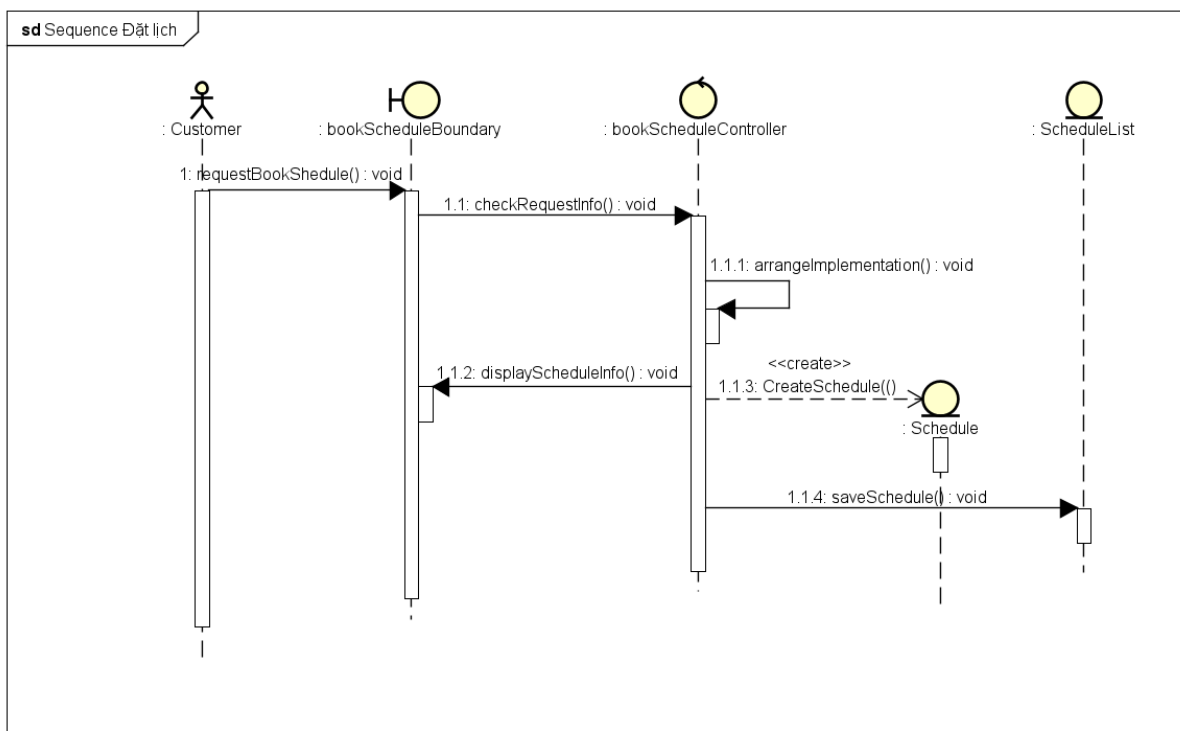 sd Sequence Đặt lịch
: Customer
: bookScheduleBoundary
: bookScheduleController
: ScheduleList
1: requestBookShedule() : void
1.1: checkRequestInfo() : void
1.1.1: arrangeImplementation() : void
<<create>>
1.1.2: displayScheduleInfo() : void
1.1.3: CreateSchedule(()
: Schedule
1.1.4: saveSchedule() : void